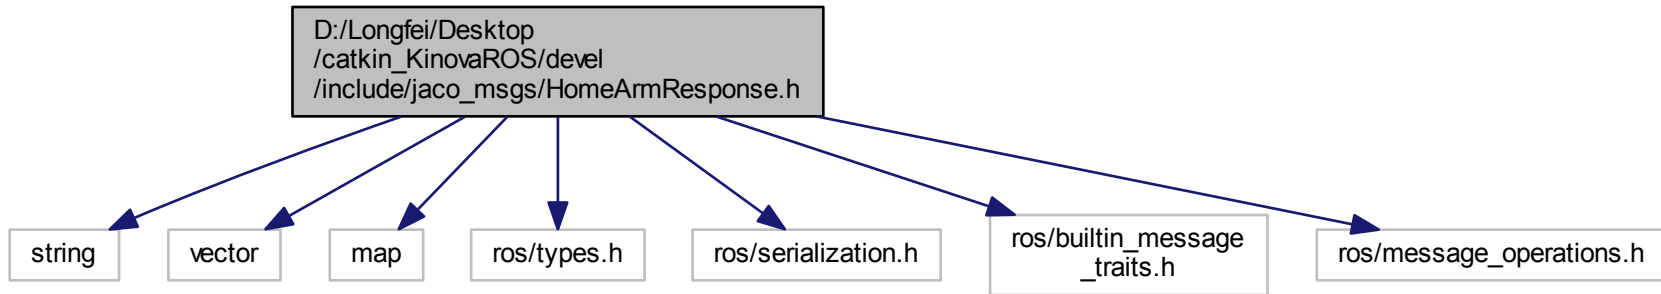 D:/Longfei/Desktop
/catkin_KinovaROS/devel
/include/jaco_msgs/HomeArmResponse.h
string
vector
map
ros/types.h
ros/serialization.h
ros/builtin_message
_traits.h
ros/message_operations.h